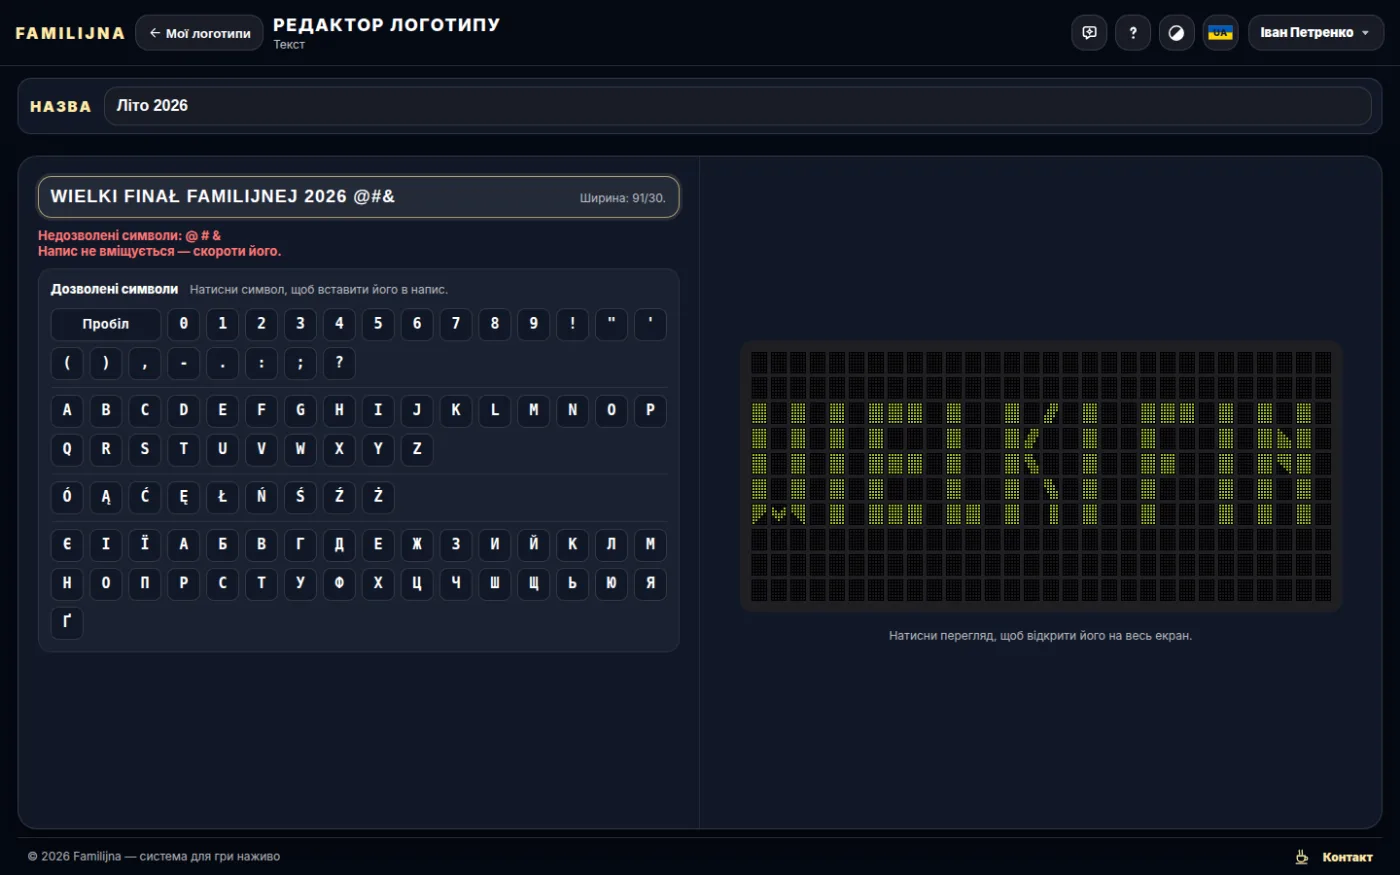 FAMILIJNA
← Мої логотипи
РЕДАКТОР ЛОГОТИПУ
Текст
?
UA
Іван Петренко
НАЗВА
Літо 2026
WIELKI FINAŁ FAMILIJNEJ 2026 @#&
Ширина: 91/30.
Недозволені символи: @ # &
Напис не вміщується — скороти його.
Дозволені символи Натисни символ, щоб вставити його в напис.
Пробіл 0 1 2 3 4 5 6 7 8 9 ! " '
( ) , - . : ; ?
A B C D E F G H I J K L M N O P
Q R S T U V W X Y Z
Ó Ą Ć Ę Ł Ń Ś Ź Ż
Є І Ї А Б В Г Д Е Ж З И Й К Л М
Н О П Р С Т У Ф Х Ц Ч Ш Щ Ь Ю Я
Ґ
WIELKI FIN
Натисни перегляд, щоб відкрити його на весь екран.
© 2026 Familijna — система для гри наживо
Контакт